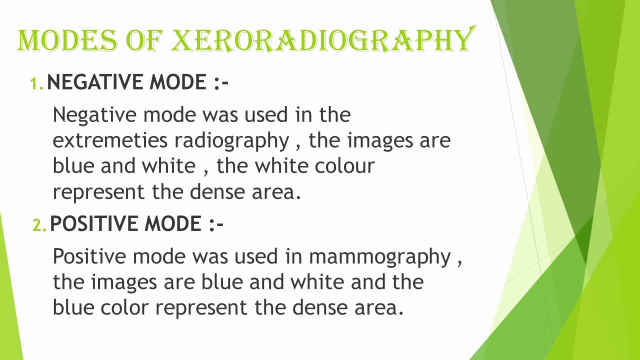 MODES OF XERORADIOGRAPHY
1. NEGATIVE MODE :-
Negative mode was used in the
extremeties radiography , the images are
blue and white , the white colour
represent the dense area.
2. POSITIVE MODE :-
Positive mode was used in mammography ,
the images are blue and white and the
blue color represent the dense area.